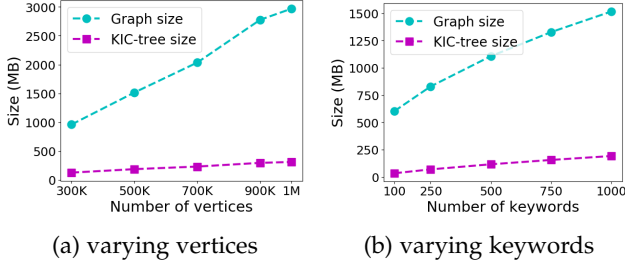 3000
2500
2000
1500
1000
500
0
Size (MB)
Graph size
KIC-tree size
300K 500K 700K 900K 1M
Number of vertices
(a) varying vertices
1500
1250
1000
750
500
250
0
Size (MB)
Graph size
KIC-tree size
100 250 500 750 1000
Number of keywords
(b) varying keywords